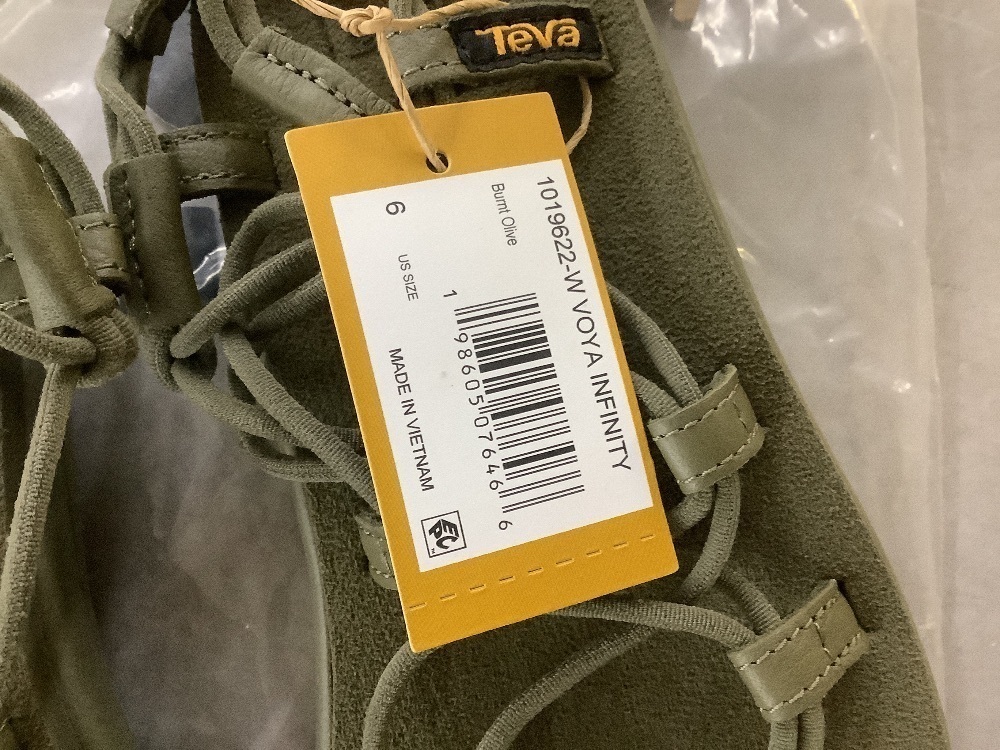 Teva
1019622-W VOYA INFINITY
Burnt Olive
1 98605 07646 6
6
US SIZE
MADE IN VIETNAM